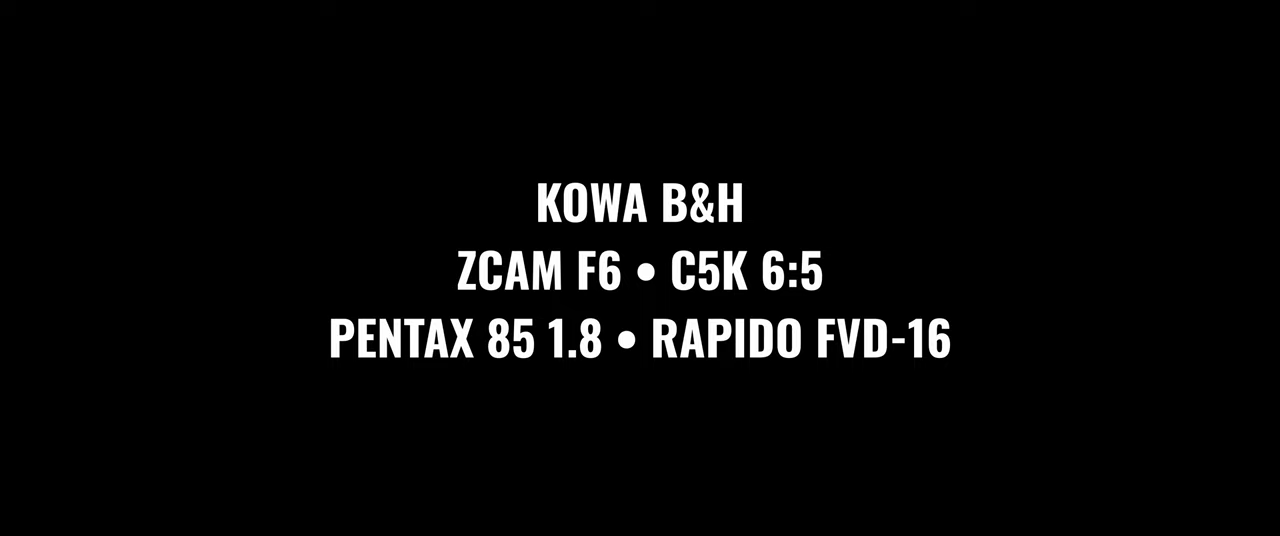 KOWA B&H
ZCAM F6 • C5K 6:5
PENTAX 85 1.8 • RAPIDO FVD-16